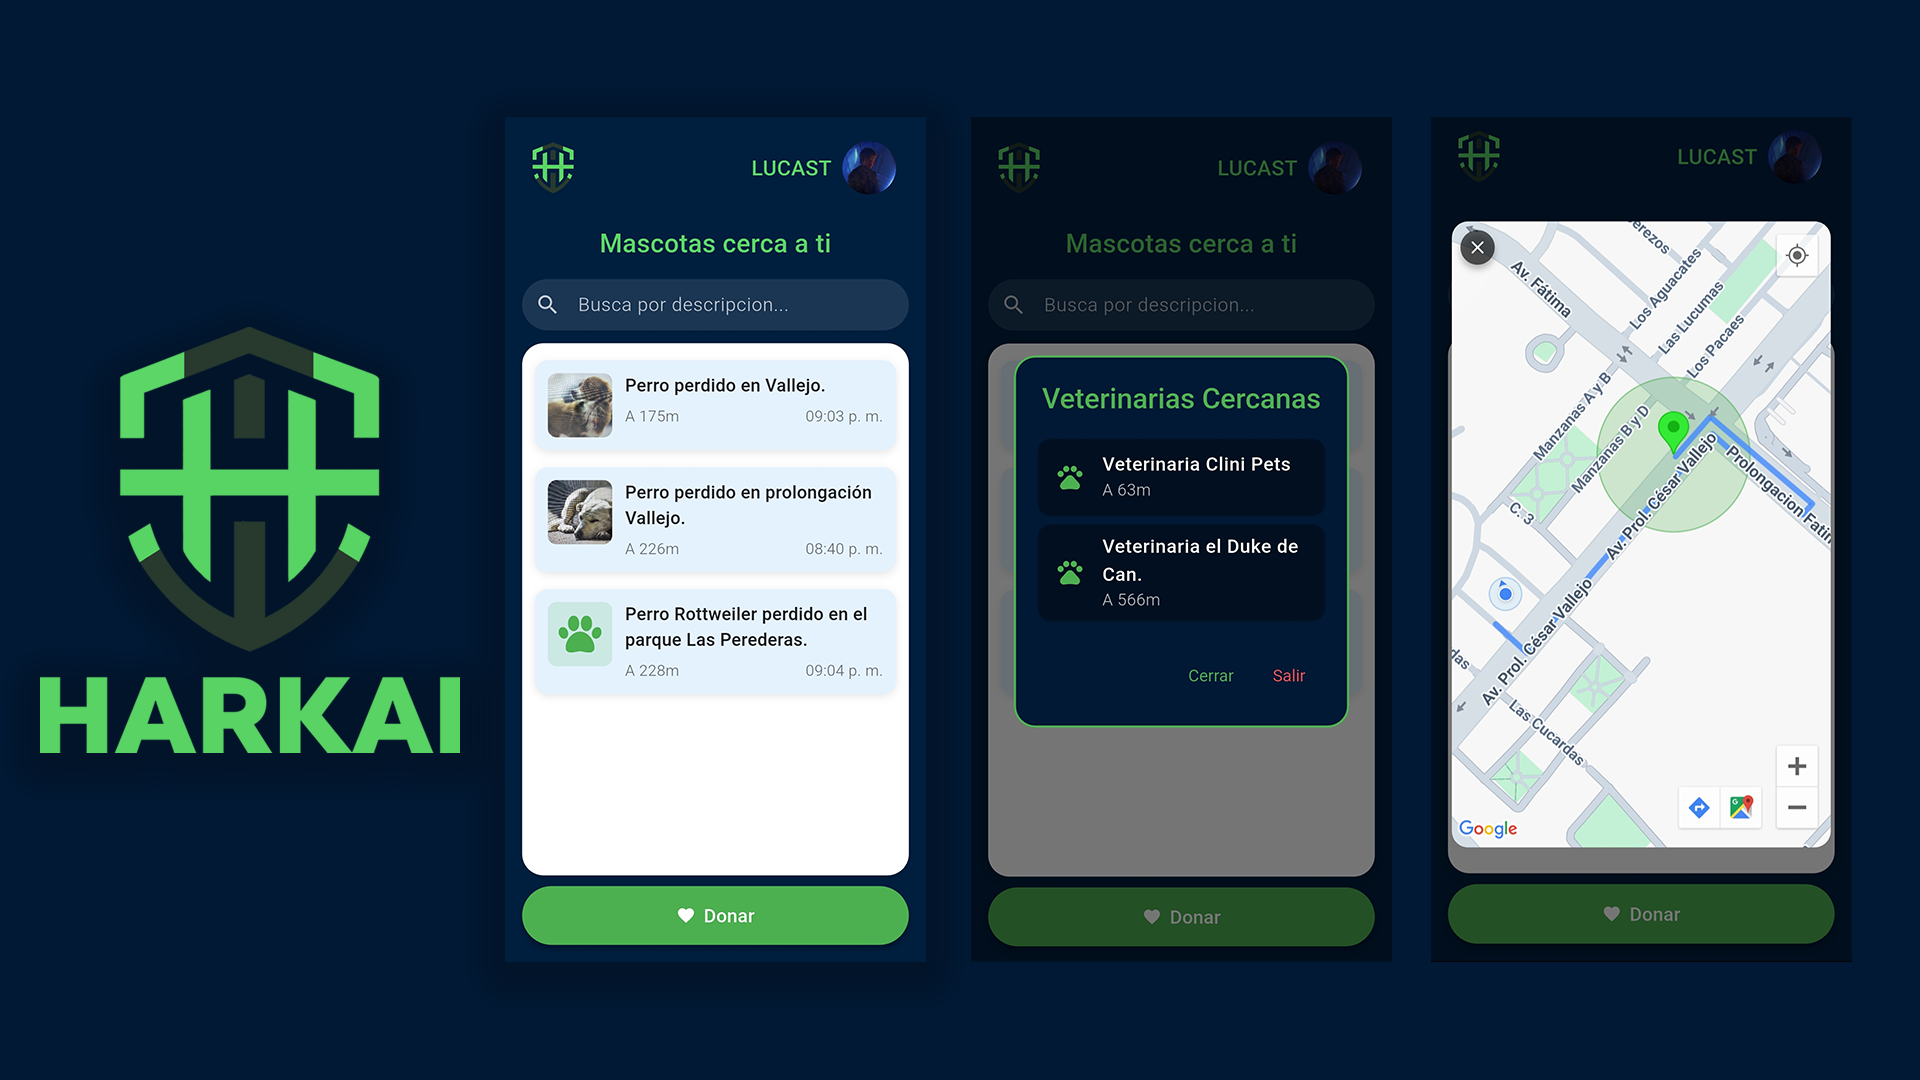 HARKAI
LUCAST
Mascotas cerca a ti
Busca por descripcion...
Perro perdido en Vallejo.
A 175m
09:03 p. m.
Perro perdido en prolongación
Vallejo.
A 226m
08:40 p. m.
Perro Rottweiler perdido en el
parque Las Perederas.
A 228m
09:04 p. m.
Donar
LUCAST
Mascotas cerca a ti
Busca por descripcion...
Veterinarias Cercanas
Veterinaria Clini Pets
A 63m
Veterinaria el Duke de
Can.
A 566m
Cerrar
Salir
Donar
LUCAST
Av. Fátima
Los Aguacates
Las Lucumas
Los Pacaes
Manzanas A y B
Manzanas B y D
C. 3
Av. Prol. César Vallejo
Prolongacion Fatin
Av. Prol. César Vallejo
Las Cucardas
Google
Donar